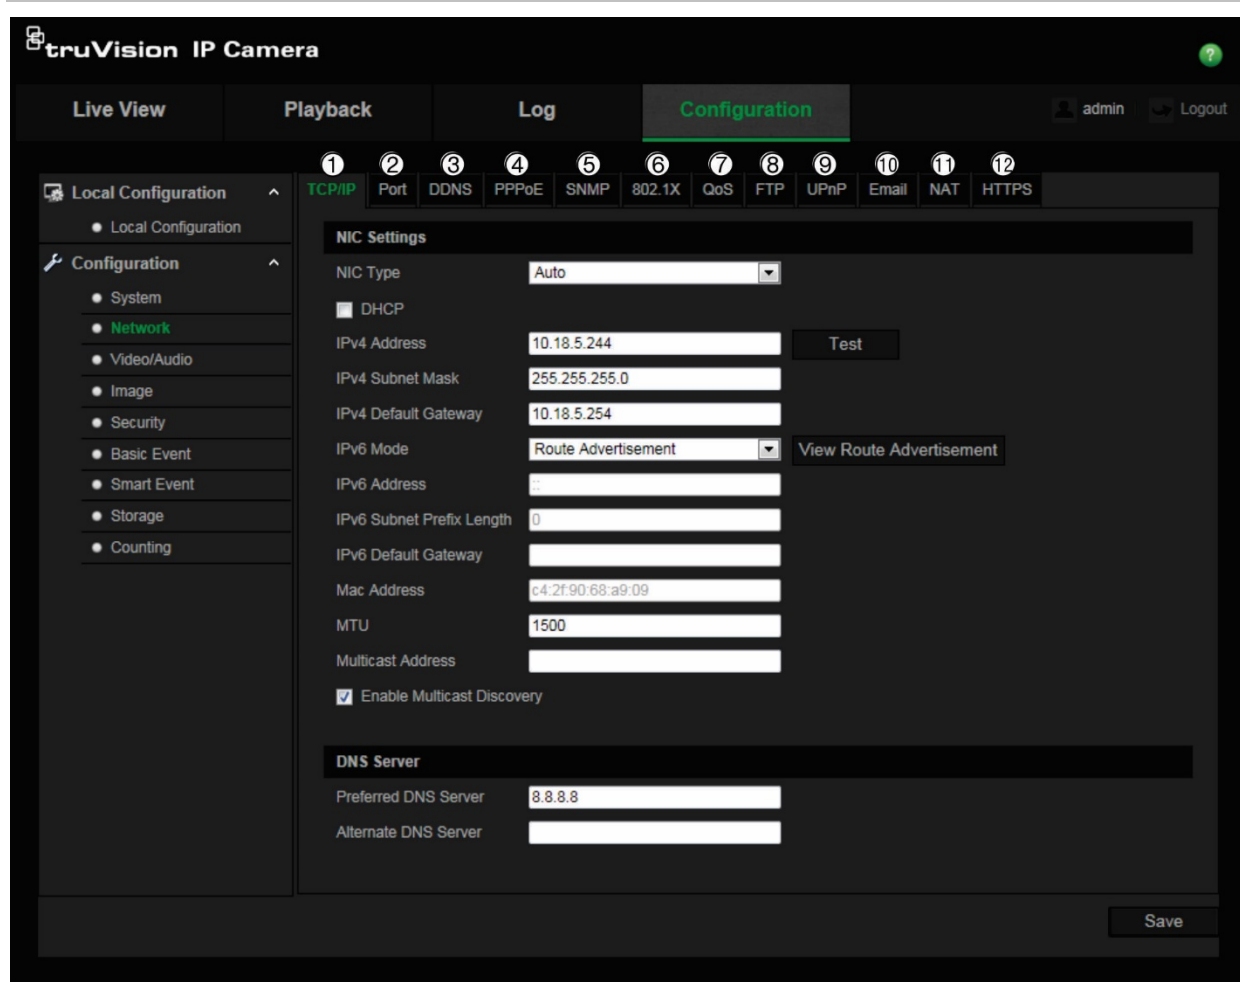 truVision IP Camera
?
Live View Playback Log Configuration admin Logout
1 2 3 4 5 6 7 8 9 10 11 12
TCP/IP Port DDNS PPPoE SNMP 802.1X QoS FTP UPnP Email NAT HTTPS
Local Configuration
Local Configuration
Configuration
System
Network
Video/Audio
Image
Security
Basic Event
Smart Event
Storage
Counting
NIC Settings
NIC Type Auto
DHCP
IPv4 Address 10.18.5.244 Test
IPv4 Subnet Mask 255.255.255.0
IPv4 Default Gateway 10.18.5.254
IPv6 Mode Route Advertisement View Route Advertisement
IPv6 Address ::
IPv6 Subnet Prefix Length 0
IPv6 Default Gateway
Mac Address c4:2f:90:68:a9:09
MTU 1500
Multicast Address
Enable Multicast Discovery
DNS Server
Preferred DNS Server 8.8.8.8
Alternate DNS Server
Save